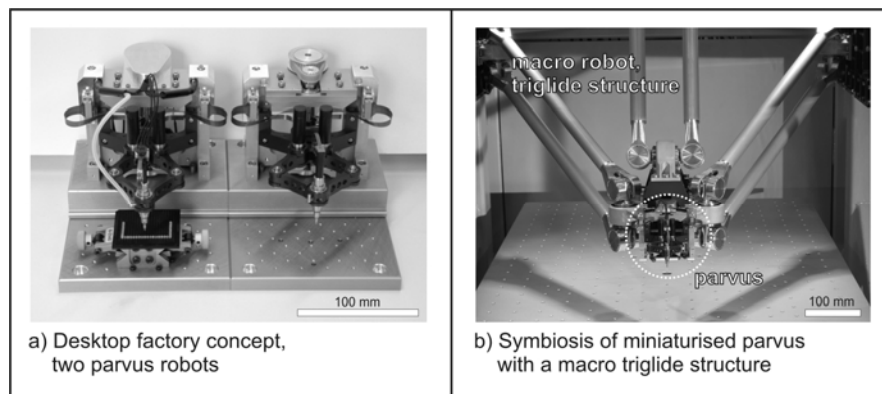 100 mm
a) Desktop factory concept,
two parvus robots
macro robot,
triglide structure
parvus
100 mm
b) Symbiosis of miniaturised parvus
with a macro triglide structure